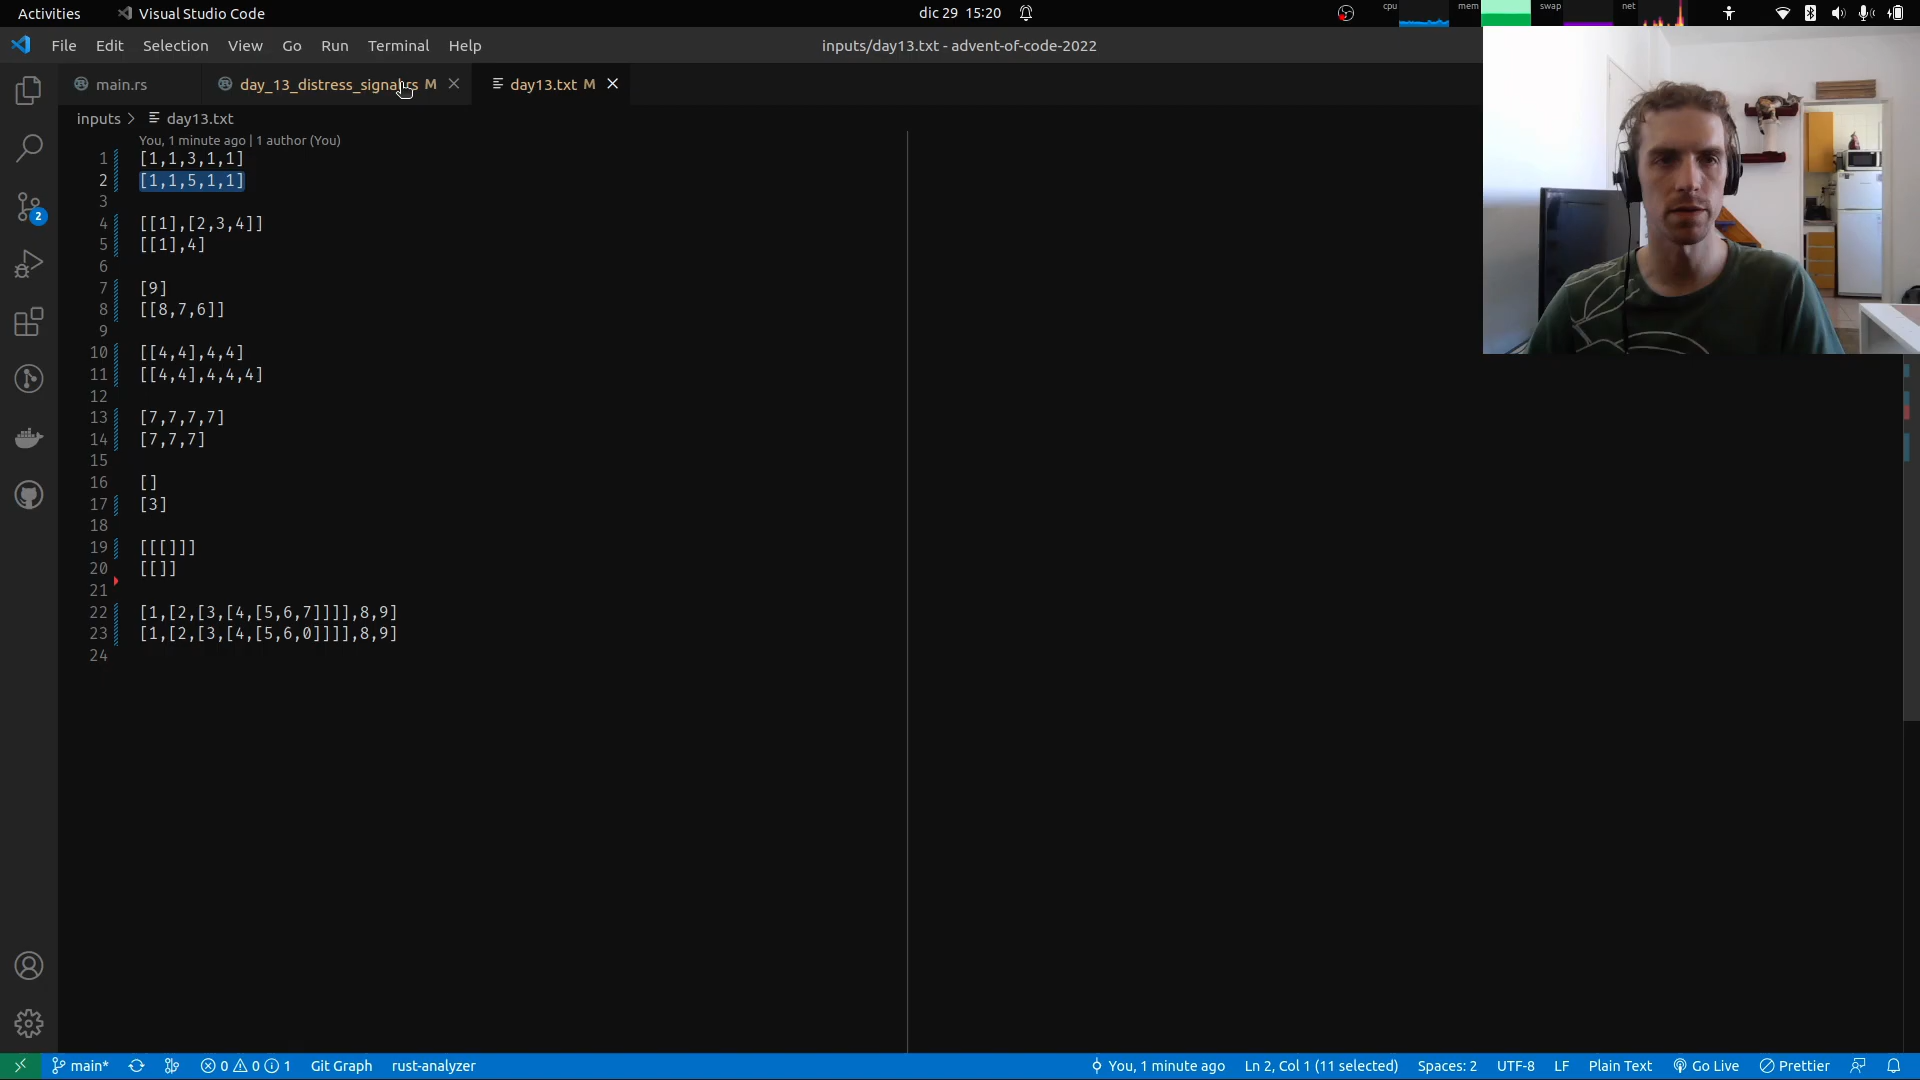 Activities
Visual Studio Code
dic 29 15:20
cpu
mem
swap
net
File Edit Selection View Go Run Terminal Help
inputs/day13.txt - advent-of-code-2022
main.rs
day_13_distress_signal.rs M
day13.txt M
inputs > day13.txt
You, 1 minute ago | 1 author (You)
1 [1,1,3,1,1]
2 [1,1,5,1,1]
3
4 [[1],[2,3,4]]
5 [[1],4]
6
7 [9]
8 [[8,7,6]]
9
10 [[4,4],4,4]
11 [[4,4],4,4,4]
12
13 [7,7,7,7]
14 [7,7,7]
15
16 []
17 [3]
18
19 [[[]]]
20 [[]]
21
22 [1,[2,[3,[4,[5,6,7]]]],8,9]
23 [1,[2,[3,[4,[5,6,0]]]],8,9]
24
2
main*
0 0 1
Git Graph
rust-analyzer
You, 1 minute ago
Ln 2, Col 1 (11 selected)
Spaces: 2
UTF-8
LF
Plain Text
Go Live
Prettier